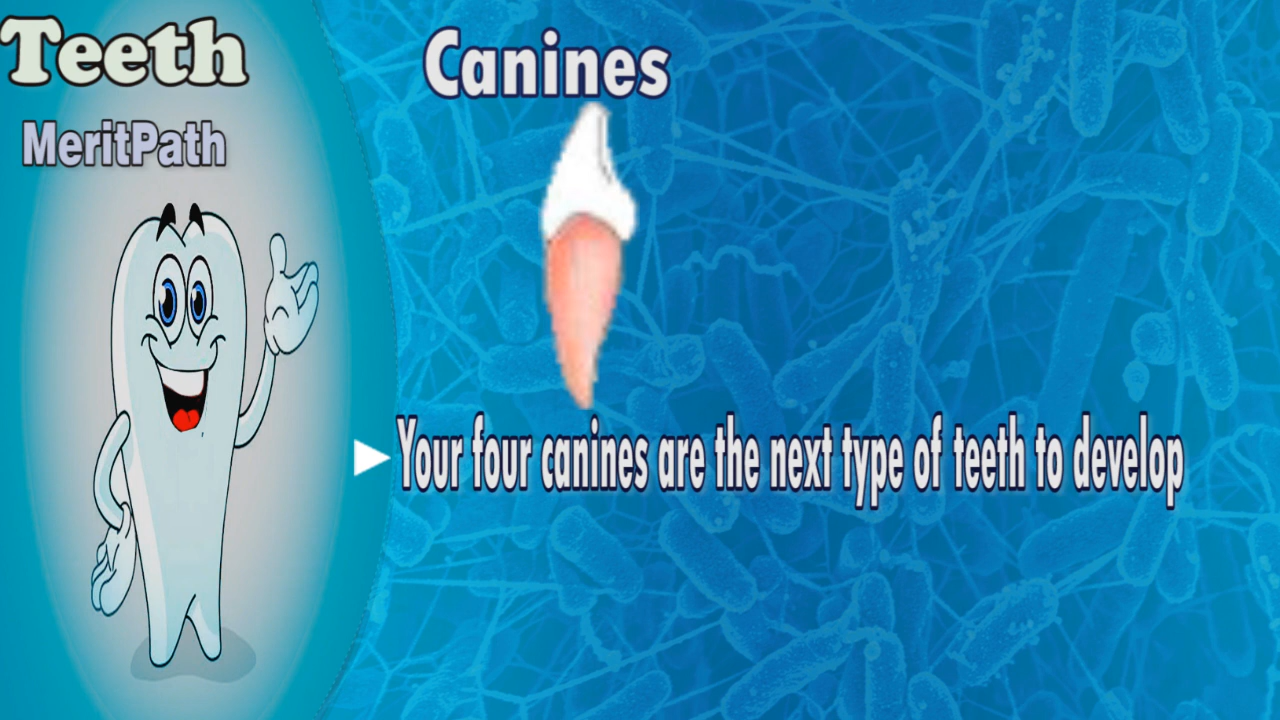 Teeth
MeritPath
Canines
Your four canines are the next type of teeth to develop